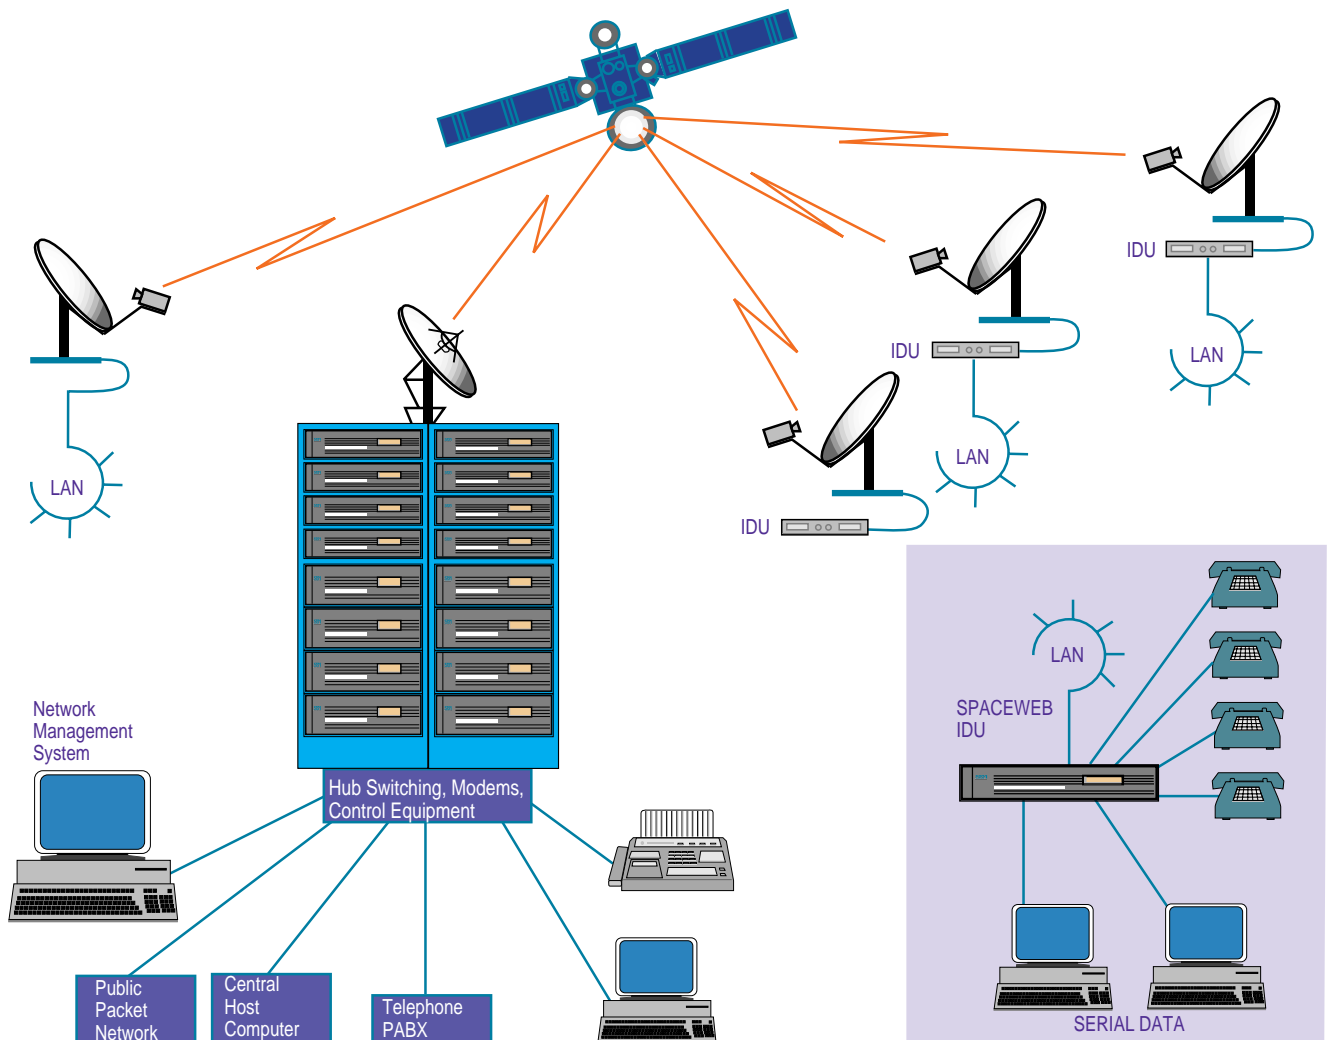 IDU
LAN
IDU
LAN
LAN
IDU
Network
Management
System
Hub Switching, Modems,
Control Equipment
Public
Packet
Network
Central
Host
Computer
Telephone
PABX
LAN
SPACEWEB
IDU
SERIAL DATA